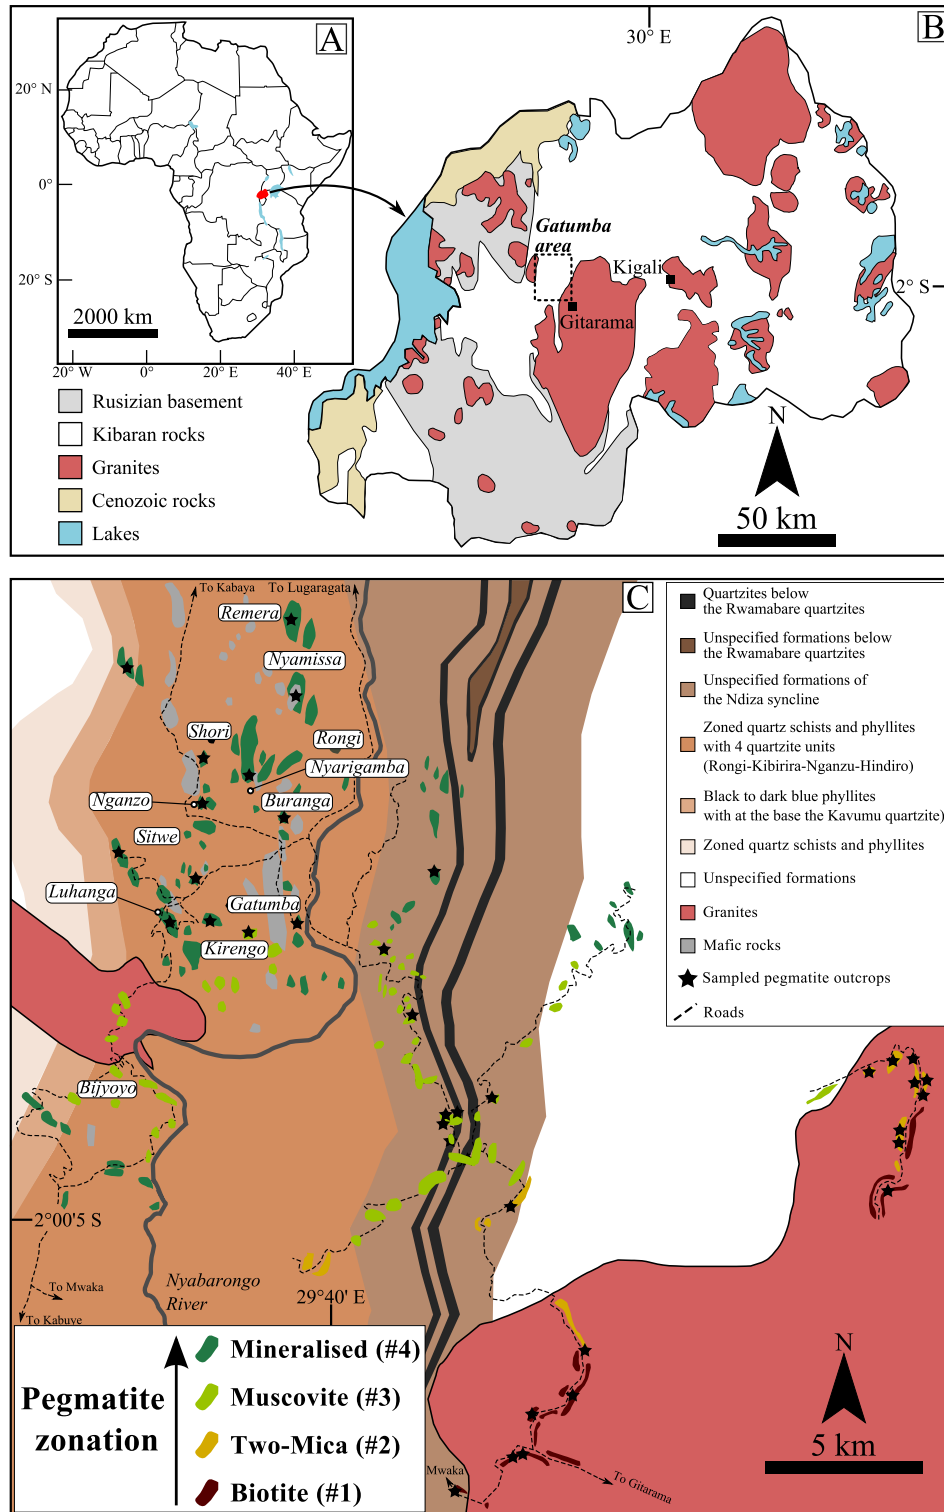 A
20° N
0°
20° S
2000 km
20° W
0°
20° E
40° E
Rusizian basement
Kibaran rocks
Granites
Cenozoic rocks
Lakes
B
30° E
Gatumba
area
Kigali
2° S
Gitarama
N
50 km
C
To Kabaya
To Lugaragata
Remera
Nyamissa
Shori
Rongi
Nyarigamba
Nganzo
Buranga
Sitwe
Luhanga
Gatumba
Kirengo
Bijyoyo
2°00'5 S
To Mwaka
To Kabuye
Nyabarongo
River
29°40' E
Mwaka
To Gitarama
Quartzites below
the Rwamabare quartzites
Unspecified formations below
the Rwamabare quartzites
Unspecified formations of
the Ndiza syncline
Zoned quartz schists and phyllites
with 4 quartzite units
(Rongi-Kibirira-Nganzu-Hindiro)
Black to dark blue phyllites
with at the base the Kavumu quartzite)
Zoned quartz schists and phyllites
Unspecified formations
Granites
Mafic rocks
Sampled pegmatite outcrops
Roads
Pegmatite
zonation
Mineralised (#4)
Muscovite (#3)
Two-Mica (#2)
Biotite (#1)
N
5 km